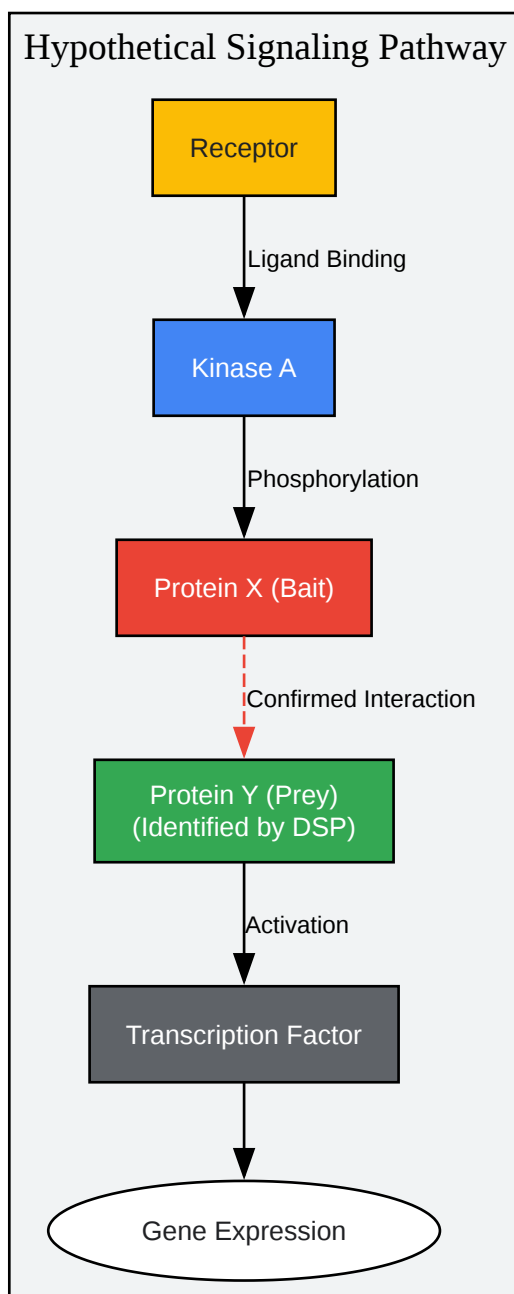 Hypothetical Signaling Pathway
Receptor
Ligand Binding
Kinase A
Phosphorylation
Protein X (Bait)
Confirmed Interaction
Protein Y (Prey)
(Identified by DSP)
Activation
Transcription Factor
Gene Expression